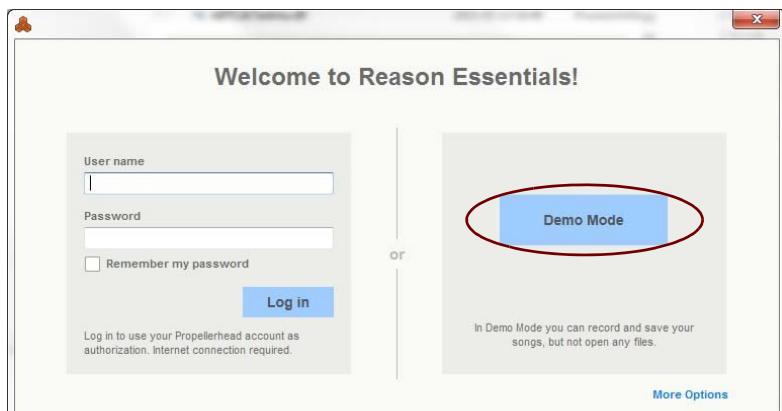 Welcome to Reason Essentials!
User name
Password
Remember my password
Log in
Log in to use your Propellerhead account as
authorization. Internet connection required.
or
Demo Mode
In Demo Mode you can record and save your
songs, but not open any files.
More Options